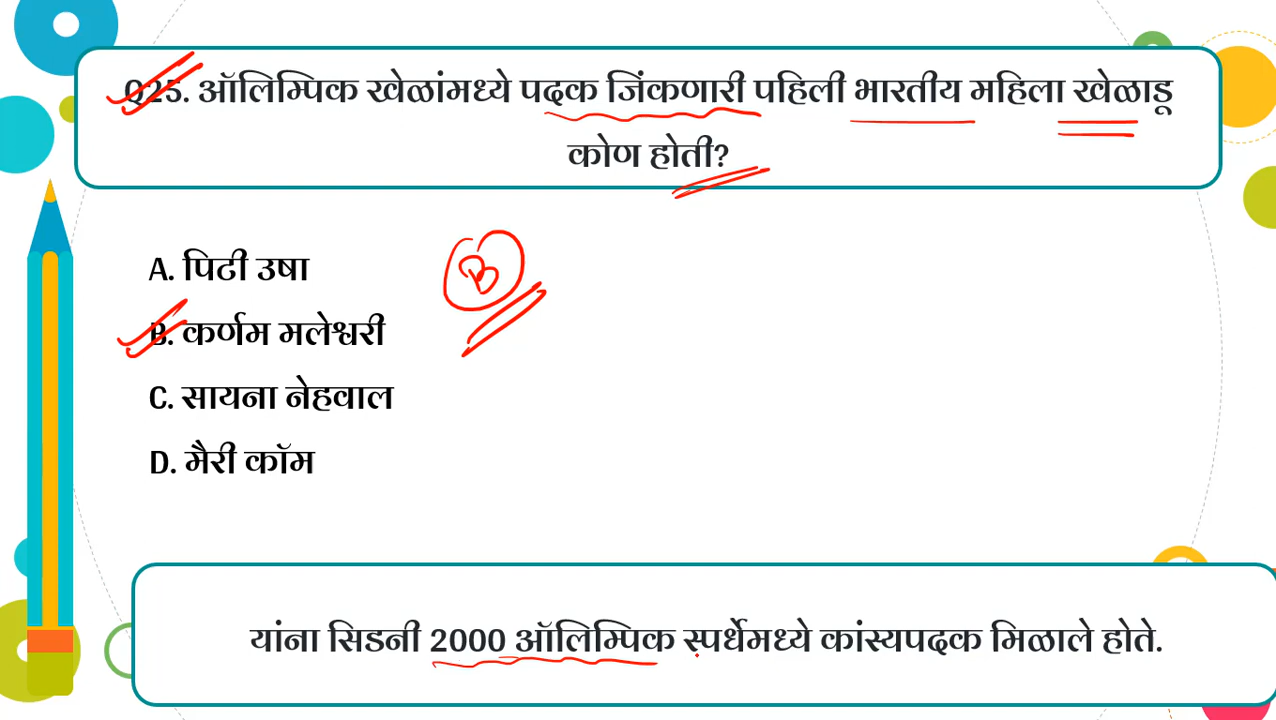 Q25. ऑलिम्पिक खेळांमध्ये पदक जिंकणारी पहिली भारतीय महिला खेळाडू
कोण होती?
A. पिटी उषा
B
B. कर्णम मलेश्वरी
C. सायना नेहवाल
D. मैरी कॉम
यांना सिडनी 2000 ऑलिम्पिक स्पर्धेमध्ये कांस्यपदक मिळाले होते.